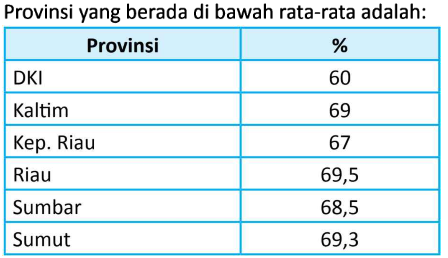 Provinsi yang berada di bawah rata-rata adalah:
Provinsi %
DKI 60
Kaltim 69
Kep. Riau 67
Riau 69,5
Sumbar 68,5
Sumut 69,3